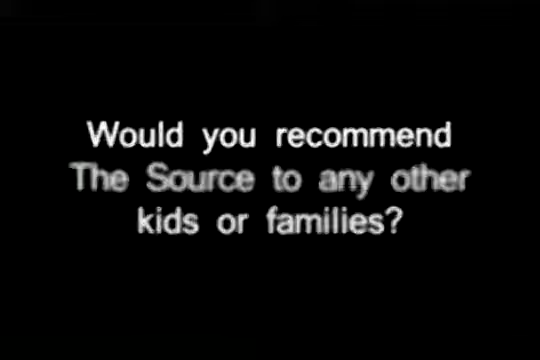 Would you recommend
The Source to any other
kids or families?